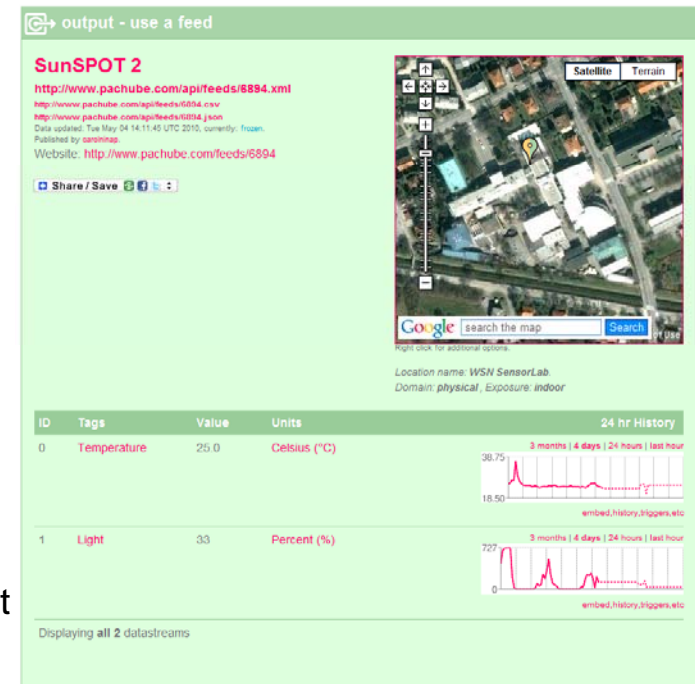 output - use a feed
SunSPOT 2
http://www.pachube.com/api/feeds/6894.xml
http://www.pachube.com/api/feeds/6894.csv
http://www.pachube.com/api/feeds/6894.json
Data updated: Tue May 04 14:11:45 UTC 2010, currently: frozen.
Published by
Website: http://www.pachube.com/feeds/6894
Share / Save
Satellite Terrain
Google search the map Search
of Use
Right click for additional options.
Location name: WSN SensorLab.
Domain: physical , Exposure: indoor
ID Tags Value Units 24 hr History
0 Temperature 25.0 Celsius (°C)
3 months | 4 days | 24 hours | last hour
38.75
18.50
embed,history,triggers,etc
1 Light 33 Percent (%)
3 months | 4 days | 24 hours | last hour
727
0
embed,history,triggers,etc
t
Displaying all 2 datastreams